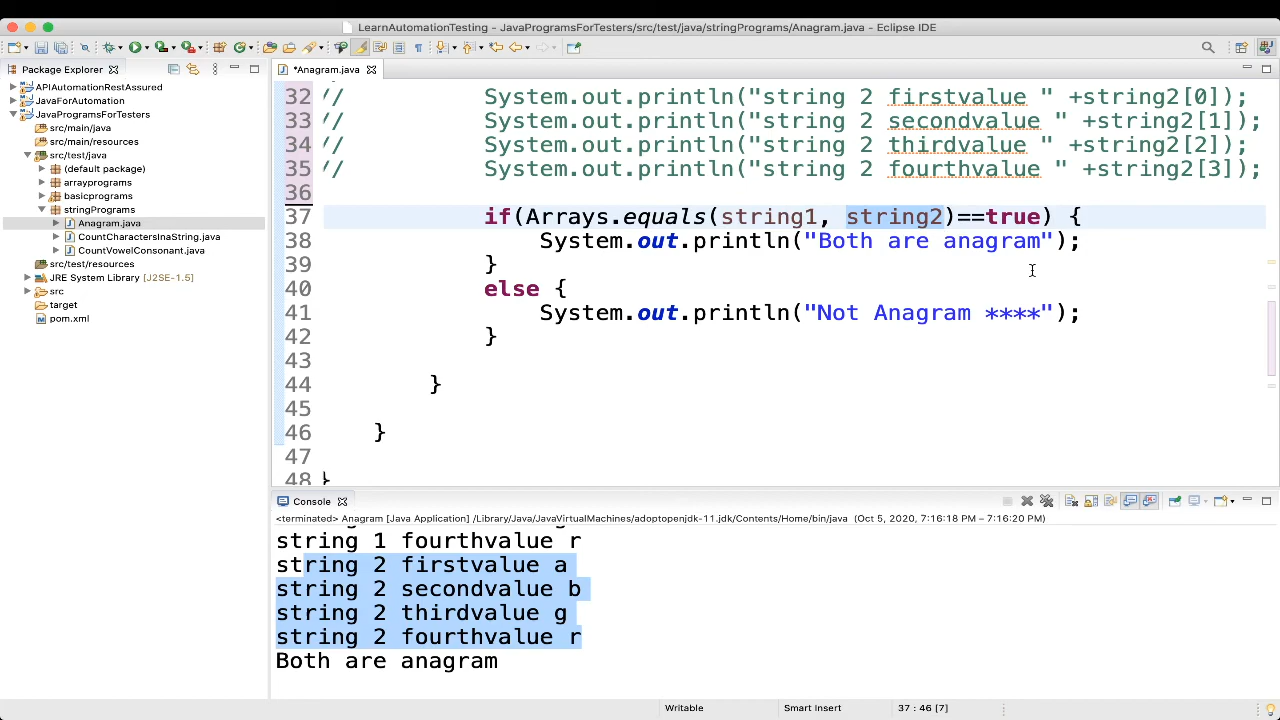 LearnAutomationTesting - JavaProgramsForTesters/src/test/java/stringPrograms/Anagram.java - Eclipse IDE
Package Explorer
*Anagram.java
APIAutomationRestAssured
JavaForAutomation
JavaProgramsForTesters
src/main/java
src/main/resources
src/test/java
(default package)
arrayprograms
basicprograms
stringPrograms
Anagram.java
CountCharactersInaString.java
CountVowelConsonant.java
src/test/resources
JRE System Library [J2SE-1.5]
src
target
pom.xml
32 // System.out.println("string 2 firstvalue " +string2[0]);
33 // System.out.println("string 2 secondvalue " +string2[1]);
34 // System.out.println("string 2 thirdvalue " +string2[2]);
35 // System.out.println("string 2 fourthvalue " +string2[3]);
36
37 if(Arrays.equals(string1, string2)==true) {
38 System.out.println("Both are anagram");
39 }
40 else {
41 System.out.println("Not Anagram ****");
42 }
43
44 }
45
46 }
47
48 }
Console
<terminated> Anagram [Java Application] /Library/Java/JavaVirtualMachines/adoptopenjdk-11.jdk/Contents/Home/bin/java (Oct 5, 2020, 7:16:18 PM – 7:16:20 PM)
string 1 fourthvalue r
string 2 firstvalue a
string 2 secondvalue b
string 2 thirdvalue g
string 2 fourthvalue r
Both are anagram
Writable
Smart Insert
37 : 46 [7]